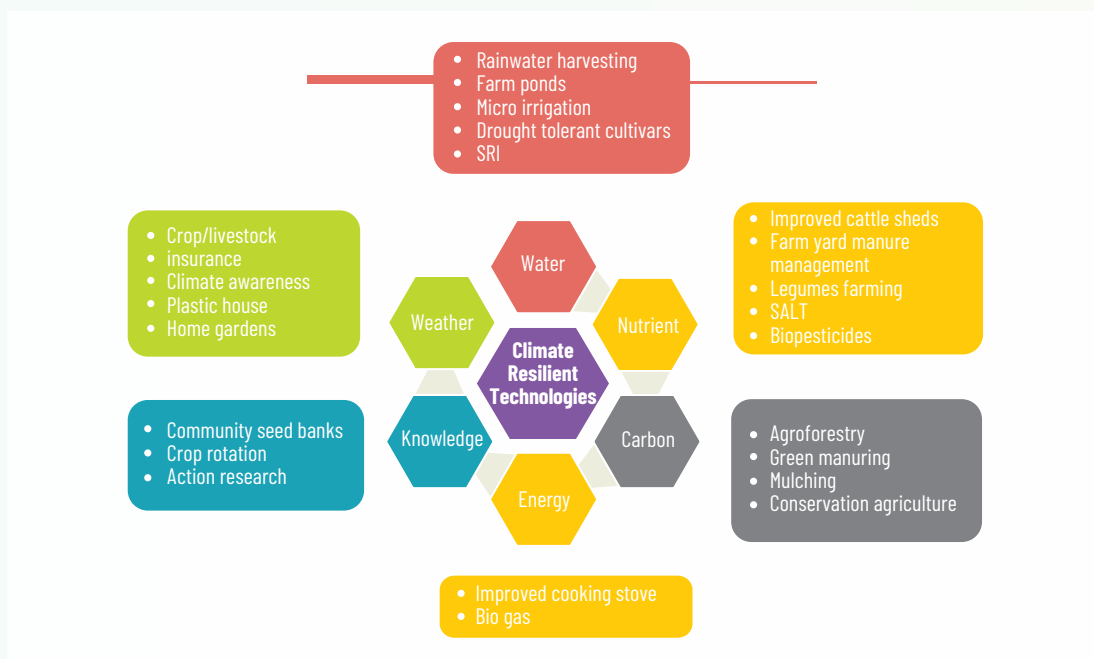 • Rainwater harvesting
• Farm ponds
• Micro irrigation
• Drought tolerant cultivars
• SRI
• Crop/livestock
• insurance
• Climate awareness
• Plastic house
• Home gardens
• Improved cattle sheds
• Farm yard manure
management
• Legumes farming
• SALT
• Biopesticides
Water
Weather
Nutrient
Climate
Resilient
Technologies
Knowledge
Carbon
Energy
• Community seed banks
• Crop rotation
• Action research
• Agroforestry
• Green manuring
• Mulching
• Conservation agriculture
• Improved cooking stove
• Bio gas